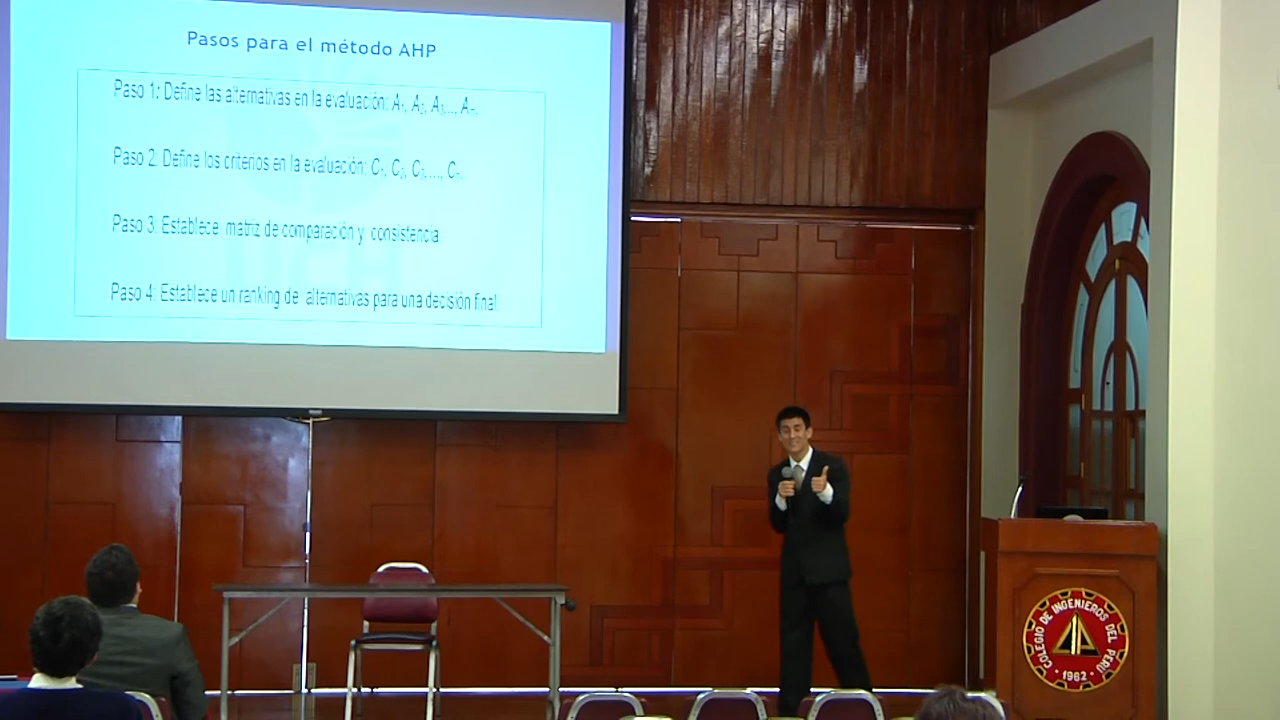 Pasos para el método AHP
Paso 1: Define las alternativas en la evaluación: A1, A2, A3,..., Am.
Paso 2: Define los criterios en la evaluación: C1, C2, C3,..., Cn.
Paso 3: Establece matriz de comparación y consistencia.
Paso 4: Establece un ranking de alternativas para una decisión final.
COLEGIO DE INGENIEROS DEL PERÚ
· 1962 ·